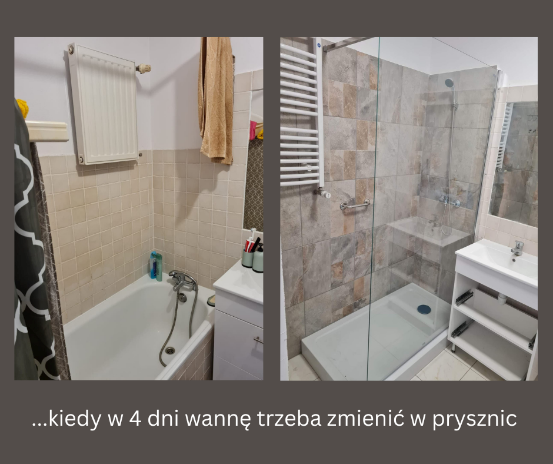 ...kiedy w 4 dni wannę trzeba zmienić w prysznic